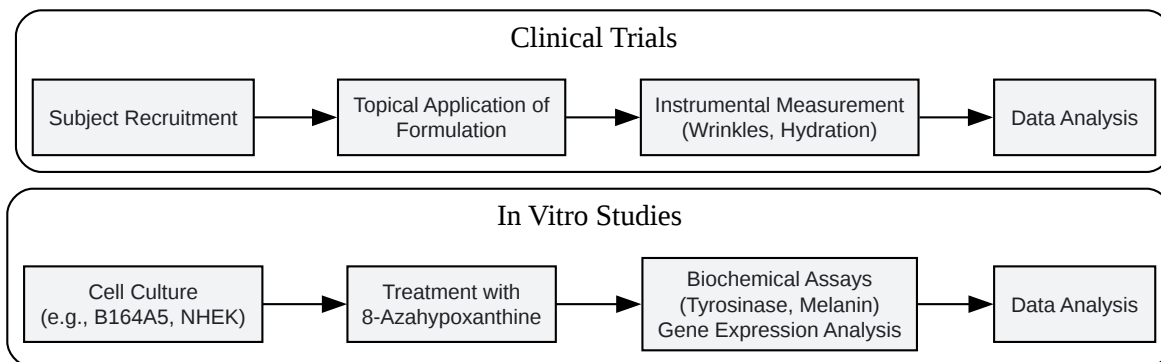 Clinical Trials
Subject Recruitment
Topical Application of
Formulation
Instrumental Measurement
(Wrinkles, Hydration)
Data Analysis
In Vitro Studies
Cell Culture
(e.g., B164A5, NHEK)
Treatment with
8-Azahypoxanthine
Biochemical Assays
(Tyrosinase, Melanin)
Gene Expression Analysis
Data Analysis